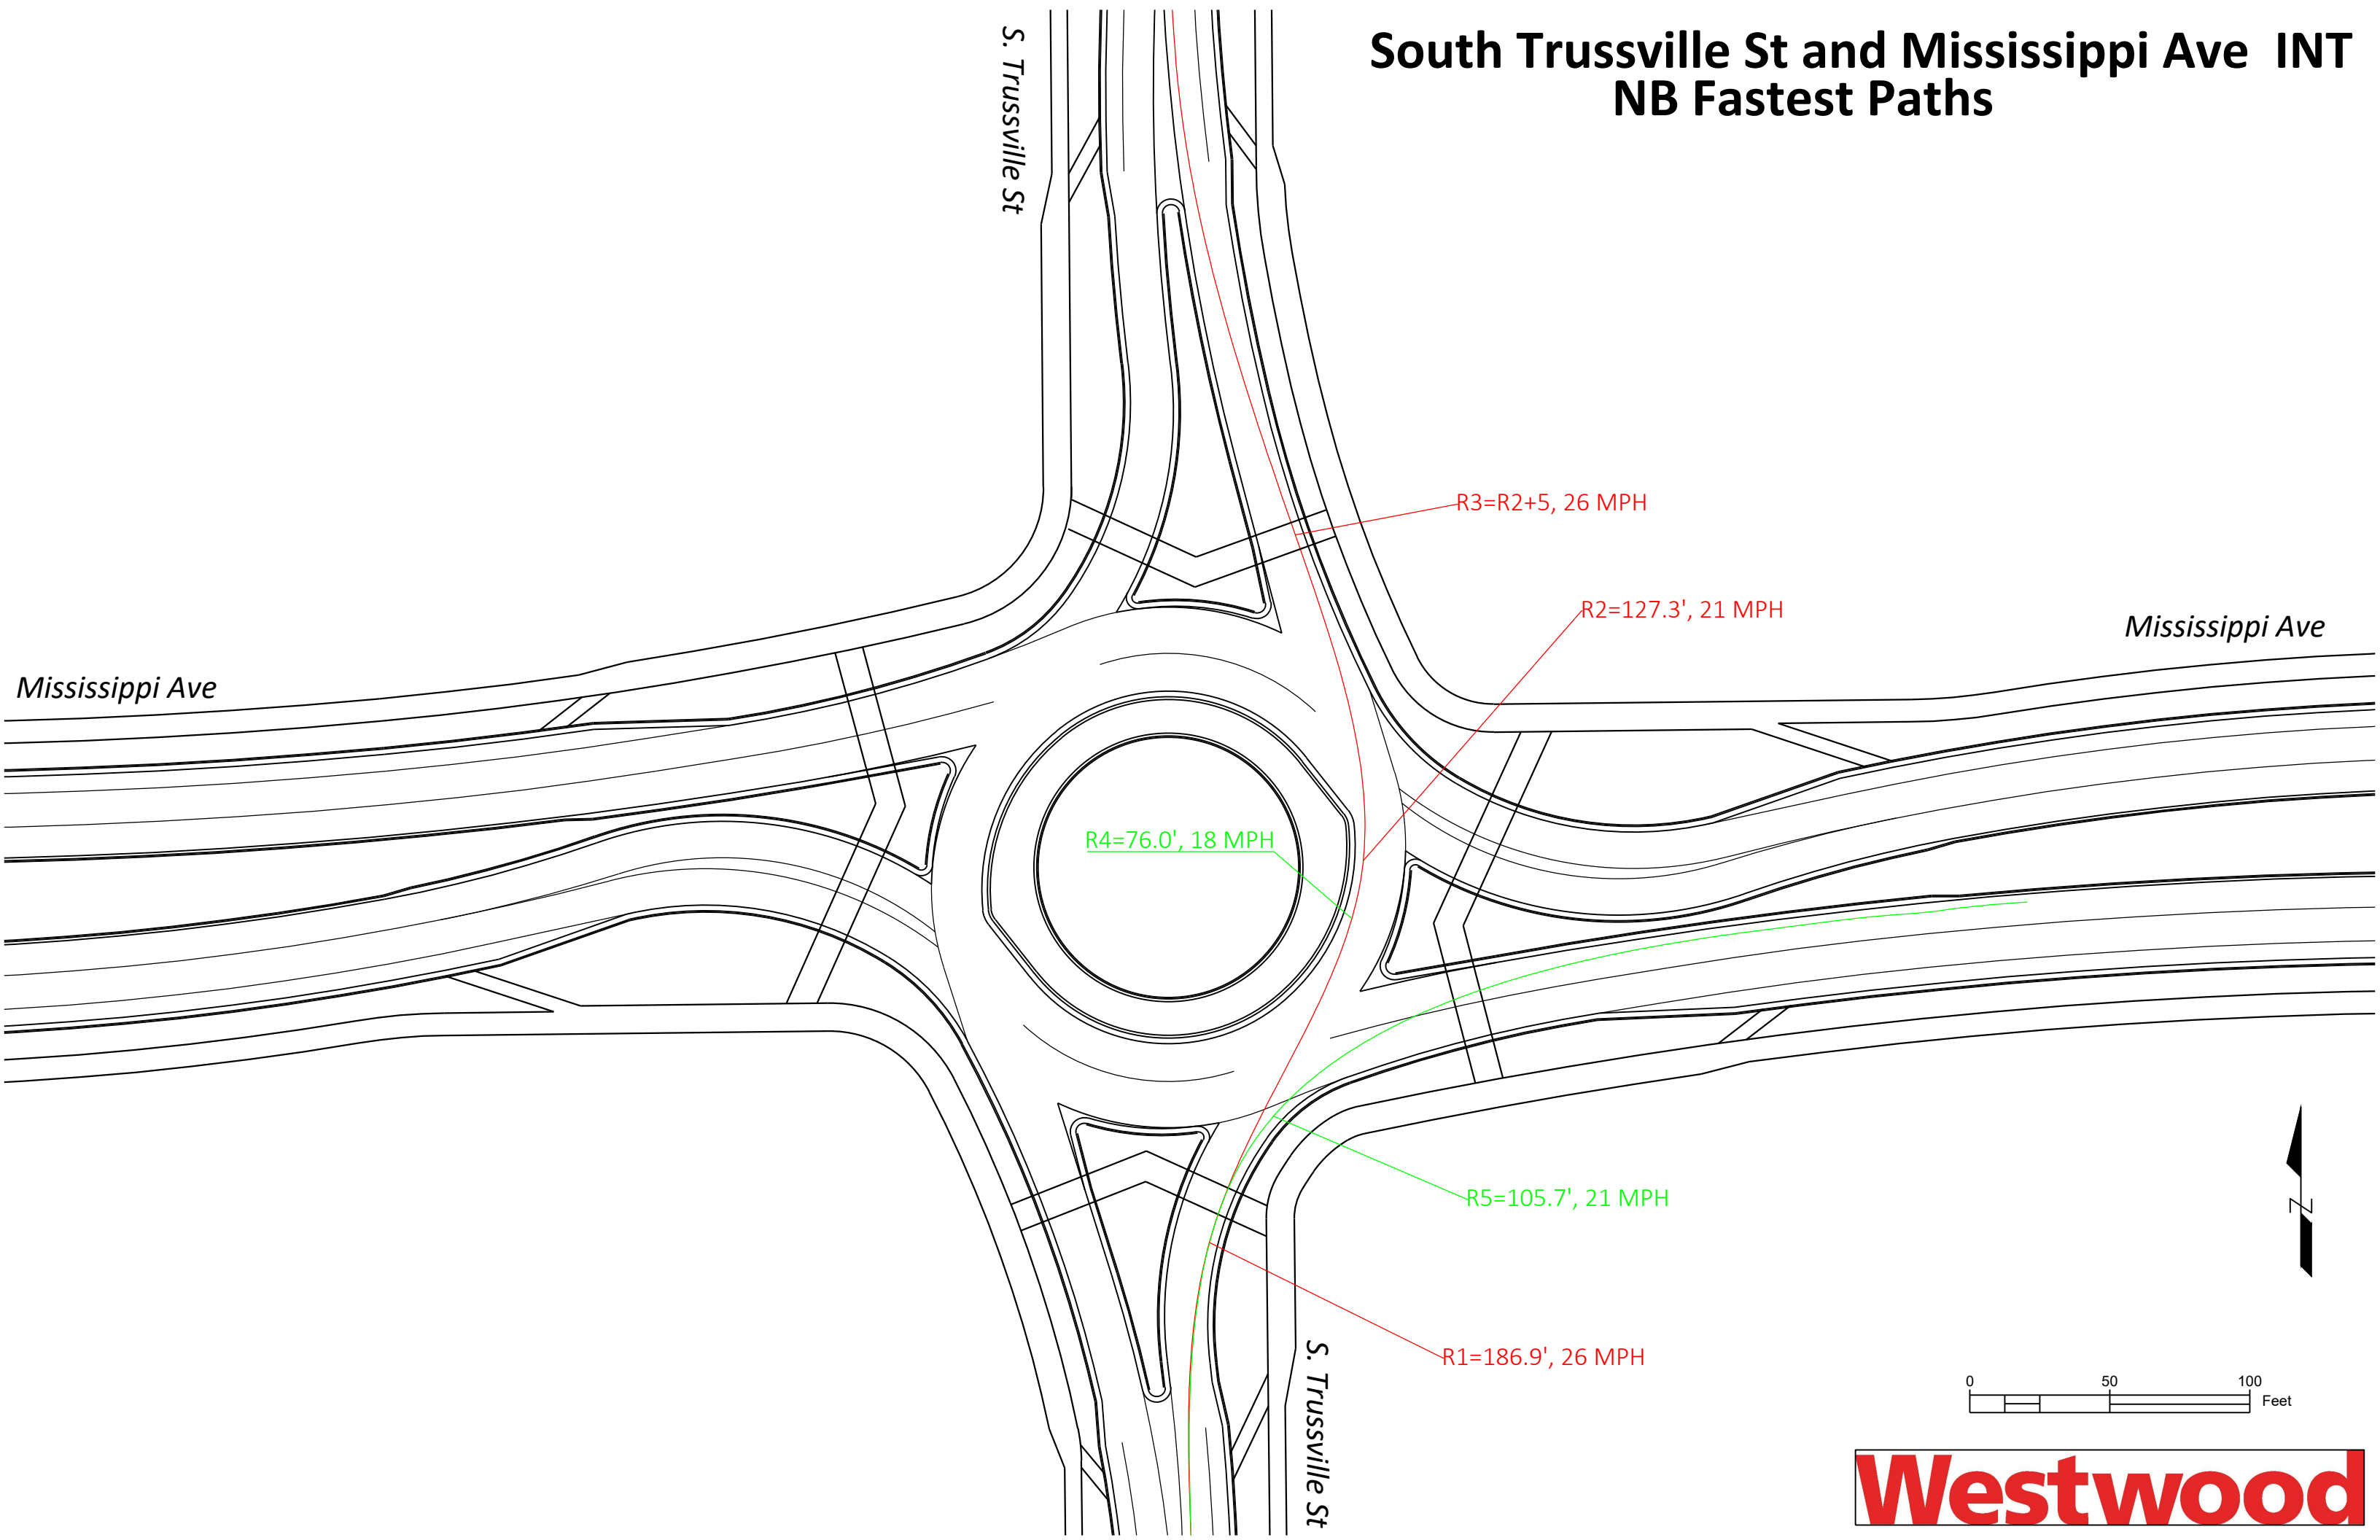 South Trussville St and Mississippi Ave  INT
NB Fastest Paths
S. Trussville St
R3=R2+5, 26 MPH
R2=127.3', 21 MPH
Mississippi Ave
Mississippi Ave
R4=76.0', 18 MPH
R5=105.7', 21 MPH
N
R1=186.9', 26 MPH
S. Trussville St
0 50 100
Feet
Westwood